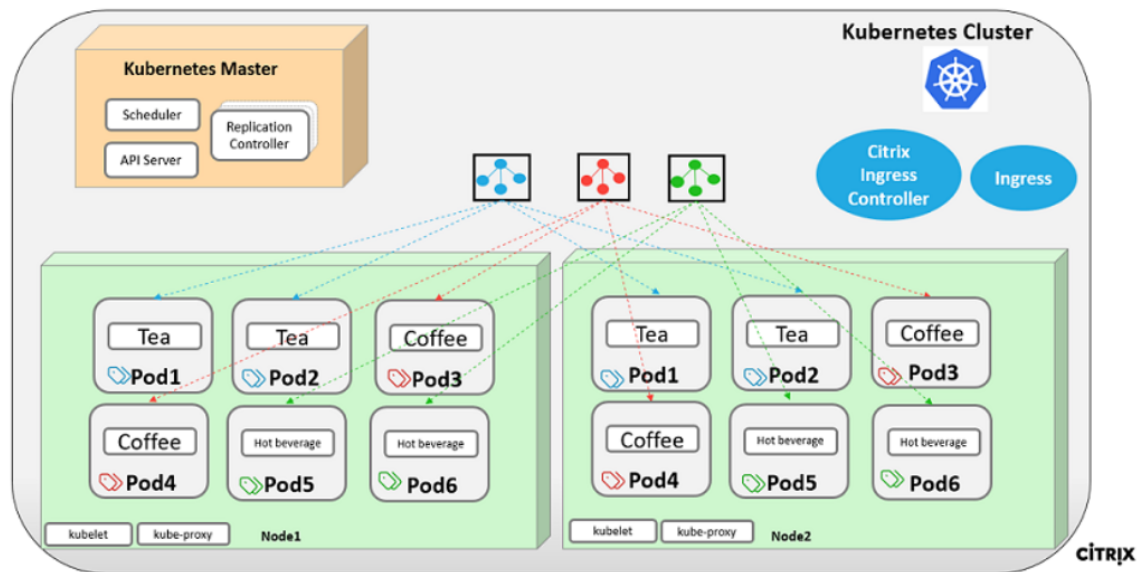 Kubernetes Cluster
Kubernetes Master
Scheduler
API Server
Replication
Controller
Citrix
Ingress
Controller
Ingress
Tea
Pod1
Tea
Pod2
Coffee
Pod3
Coffee
Pod4
Hot beverage
Pod5
Hot beverage
Pod6
kubelet
kube-proxy
Node1
Tea
Pod1
Tea
Pod2
Coffee
Pod3
Coffee
Pod4
Hot beverage
Pod5
Hot beverage
Pod6
kubelet
kube-proxy
Node2
CİTRIX